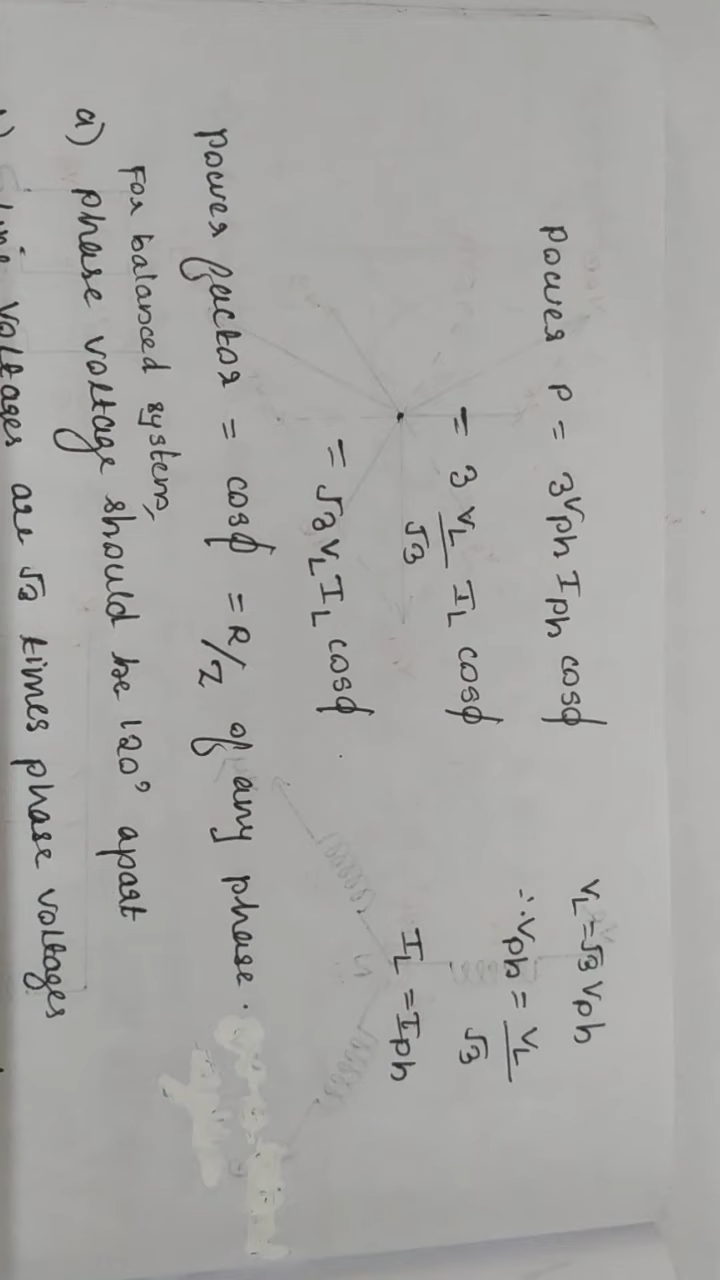 Power P = 3Vph Iph cosϕ
VL = √3 Vph
= 3 VL/√3 IL cosϕ
∴ Vph = VL/√3
= √3 VL IL cosϕ.
IL = Iph
Power factor = cosϕ = R/Z of any phase.
For balanced system,
a) phase voltage should be 120° apart
line voltages are √3 times phase voltages